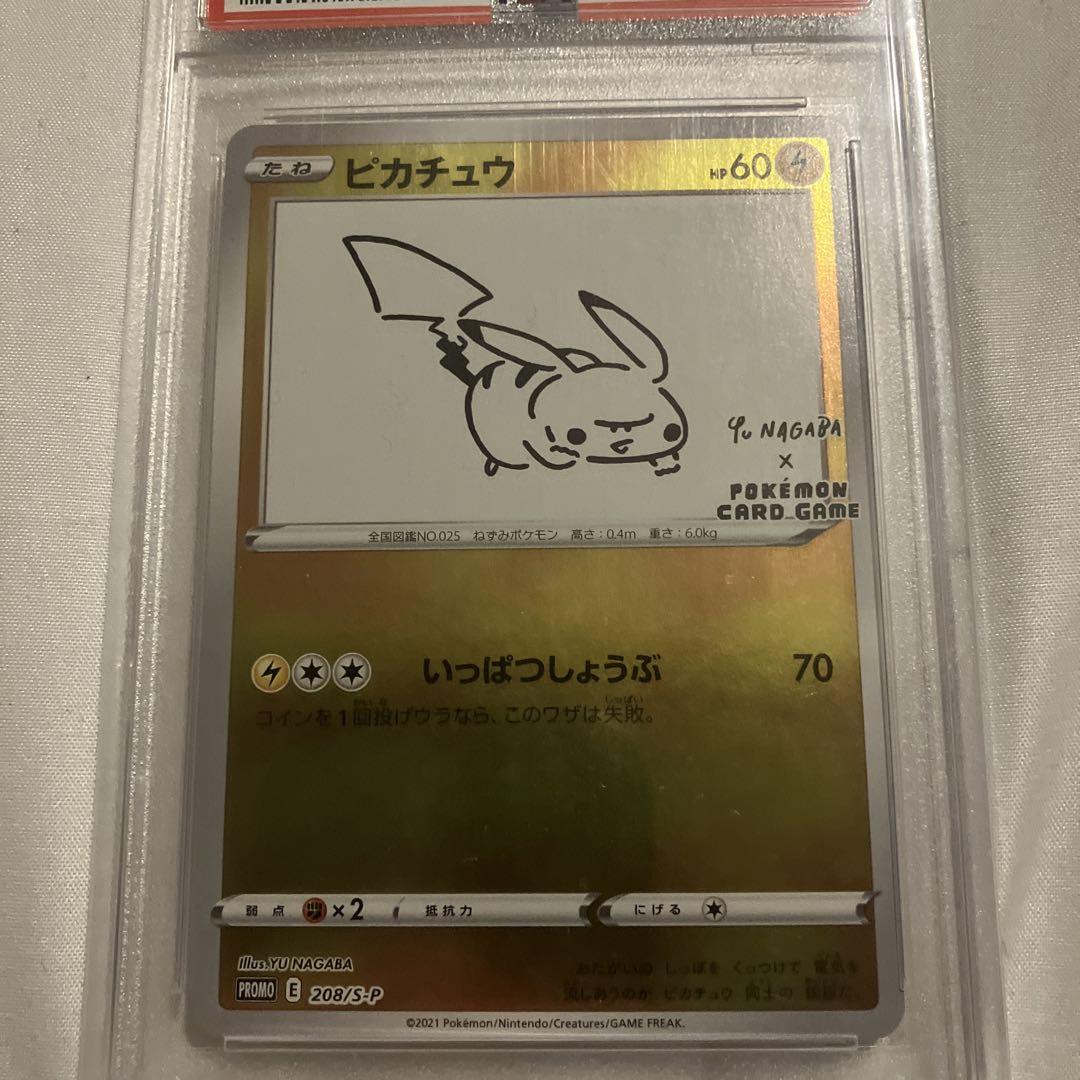 たね ピカチュウ HP60
Yu NAGABA
X
POKÉMON
CARD GAME
全国図鑑NO.025 ねずみポケモン 高さ：0.4m 重さ：6.0kg
いっぱつしょうぶ 70
コインを1回投げウラなら、このワザは失敗。
弱点 ×2 抵抗力 にげる
Illus.YU NAGABA
おたがいの しっぽを くっつけて 電気を
PROMO E 208/S-P
流しあうのが ピカチュウ 同士の
©2021 Pokémon/Nintendo/Creatures/GAME FREAK.